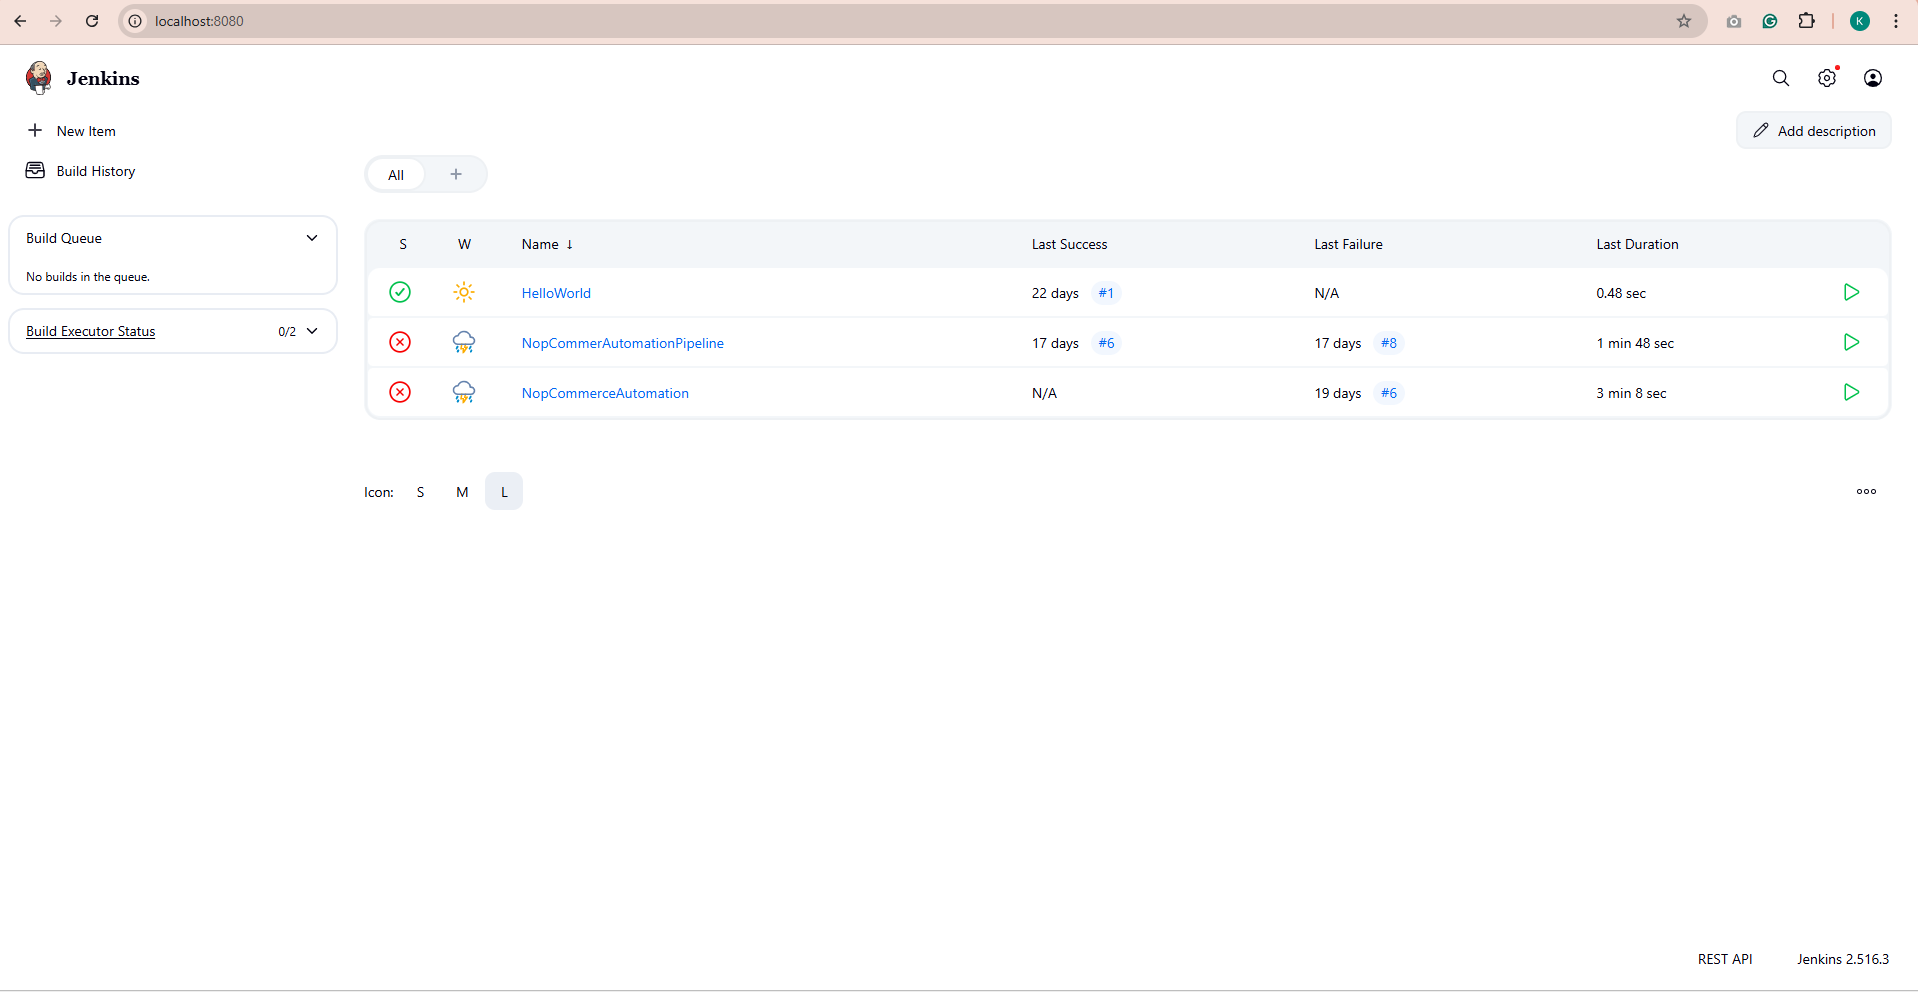 localhost:8080
K
Jenkins
New Item
Add description
Build History
All
Build Queue
No builds in the queue.
Build Executor Status 0/2
S W Name ↓ Last Success Last Failure Last Duration
HelloWorld 22 days #1 N/A 0.48 sec
NopCommerAutomationPipeline 17 days #6 17 days #8 1 min 48 sec
NopCommerceAutomation N/A 19 days #6 3 min 8 sec
Icon: S M L
REST API Jenkins 2.516.3